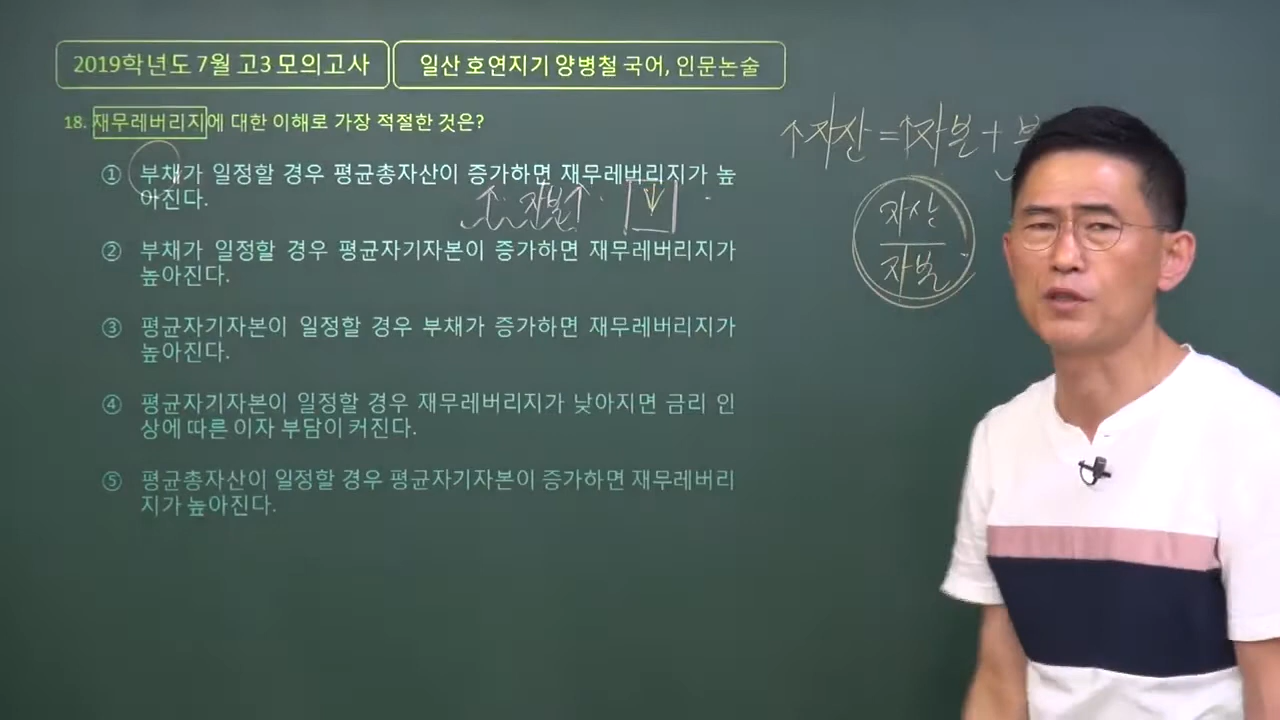 2019학년도 7월 고3 모의고사
일산 호연지기 양병철 국어, 인문논술
18. 재무레버리지에 대한 이해로 가장 적절한 것은?
① 부채가 일정할 경우 평균총자산이 증가하면 재무레버리지가 높
아진다.
↑ 자본↑ ↓
② 부채가 일정할 경우 평균자기자본이 증가하면 재무레버리지가
높아진다.
③ 평균자기자본이 일정할 경우 부채가 증가하면 재무레버리지가
높아진다.
④ 평균자기자본이 일정할 경우 재무레버리지가 낮아지면 금리 인
상에 따른 이자 부담이 커진다.
⑤ 평균총자산이 일정할 경우 평균자기자본이 증가하면 재무레버리
지가 높아진다.
↑자산=↑자본+부
자산
자본